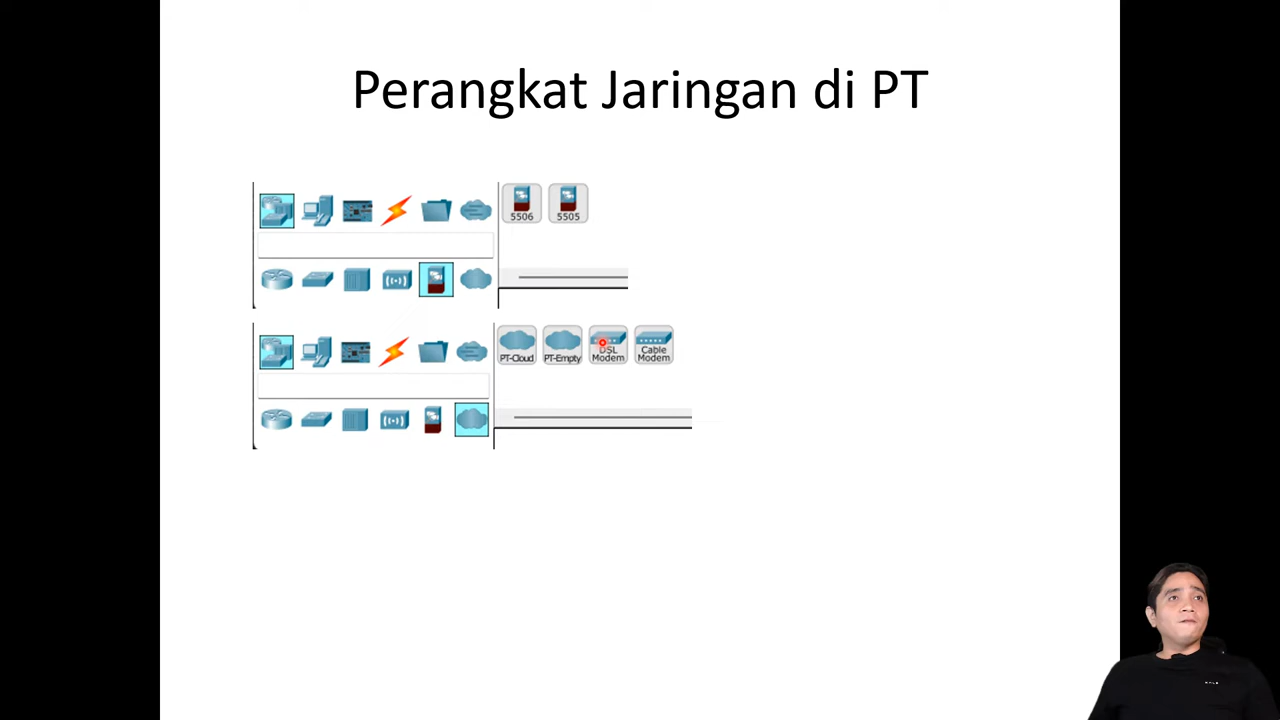 Perangkat Jaringan di PT
5506 5505
PT-Cloud PT-Empty DSL Modem Cable Modem